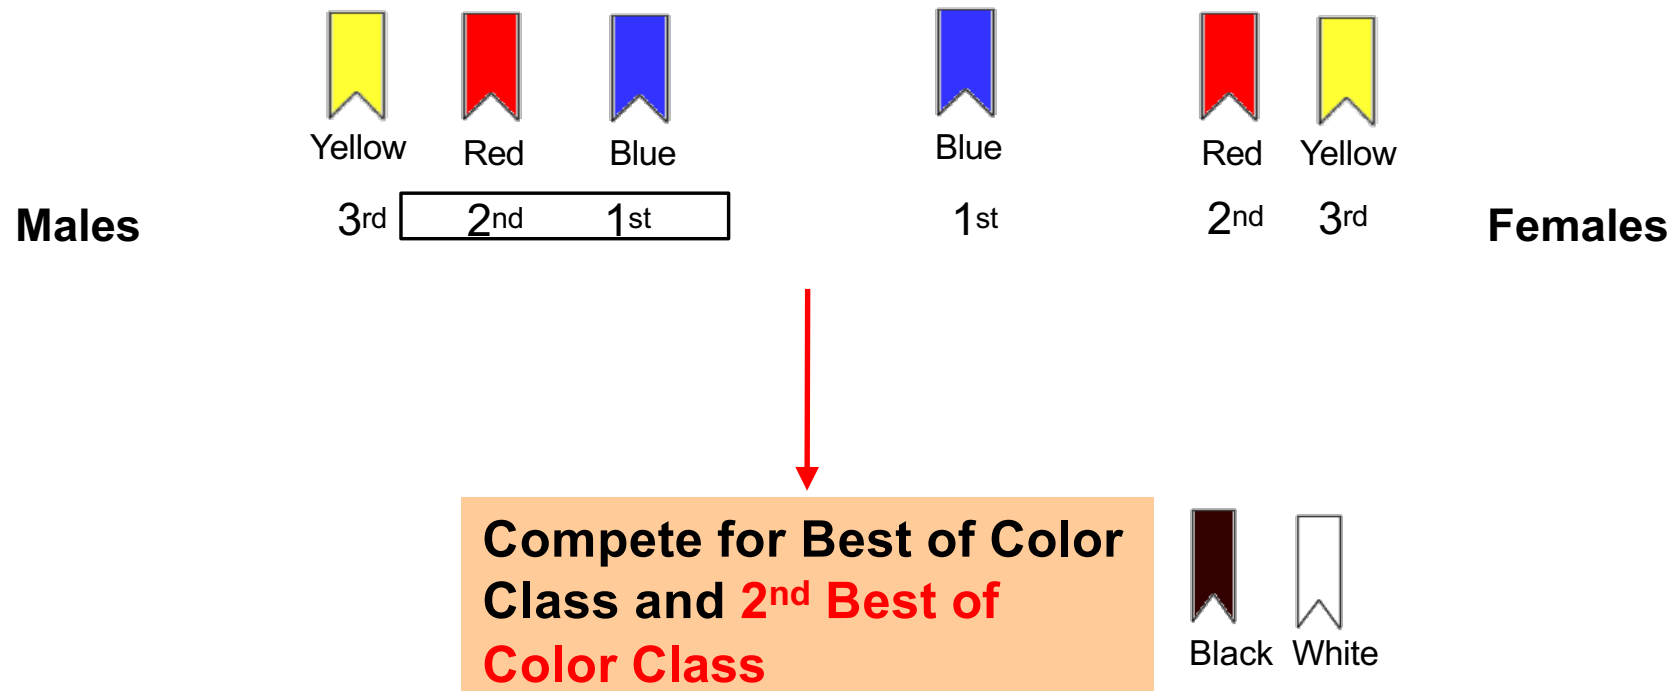 Yellow Red Blue Blue Red Yellow
Males 3rd 2nd 1st 1st 2nd 3rd Females
Compete for Best of Color
Class and 2nd Best of
Color Class
Black White